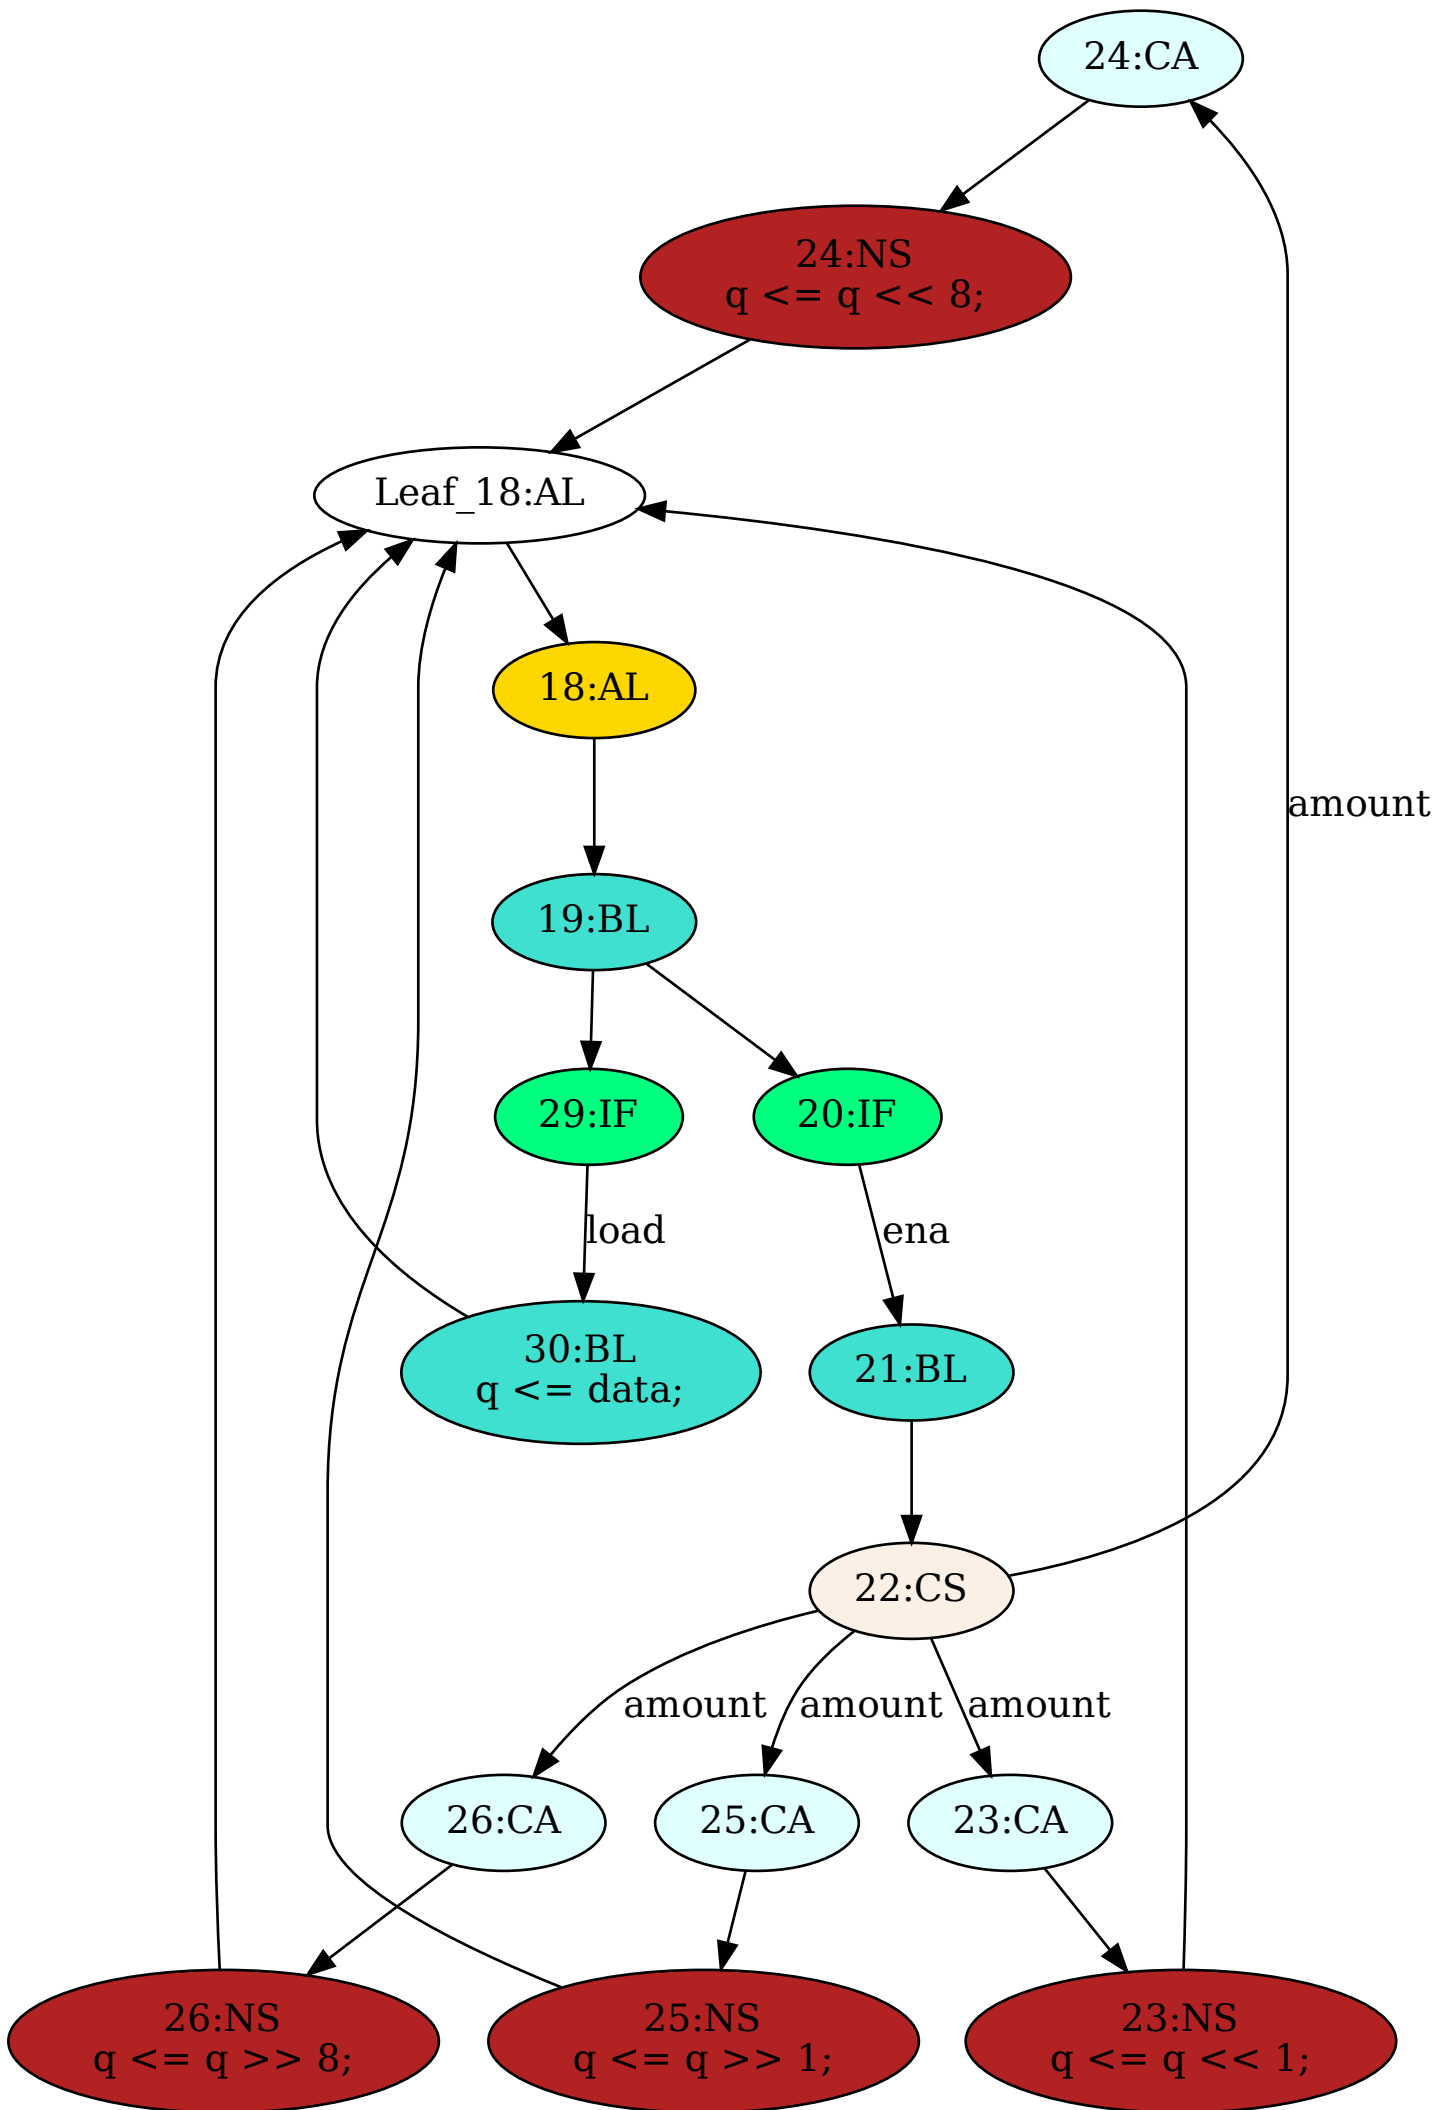 24:CA
24:NS
q <= q << 8;
Leaf_18:AL
18:AL
amount
19:BL
29:IF
20:IF
load
ena
30:BL
q <= data;
21:BL
22:CS
amount
amount
amount
26:CA
25:CA
23:CA
26:NS
q <= q >> 8;
25:NS
q <= q >> 1;
23:NS
q <= q << 1;